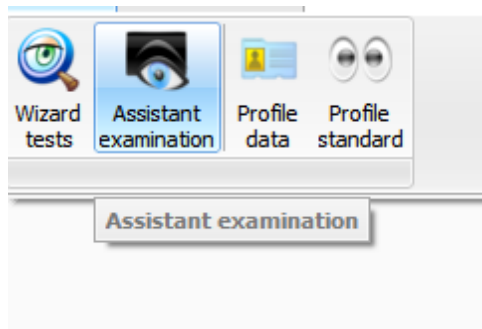 Wizard tests
Assistant examination
Profile data
Profile standard
Assistant examination